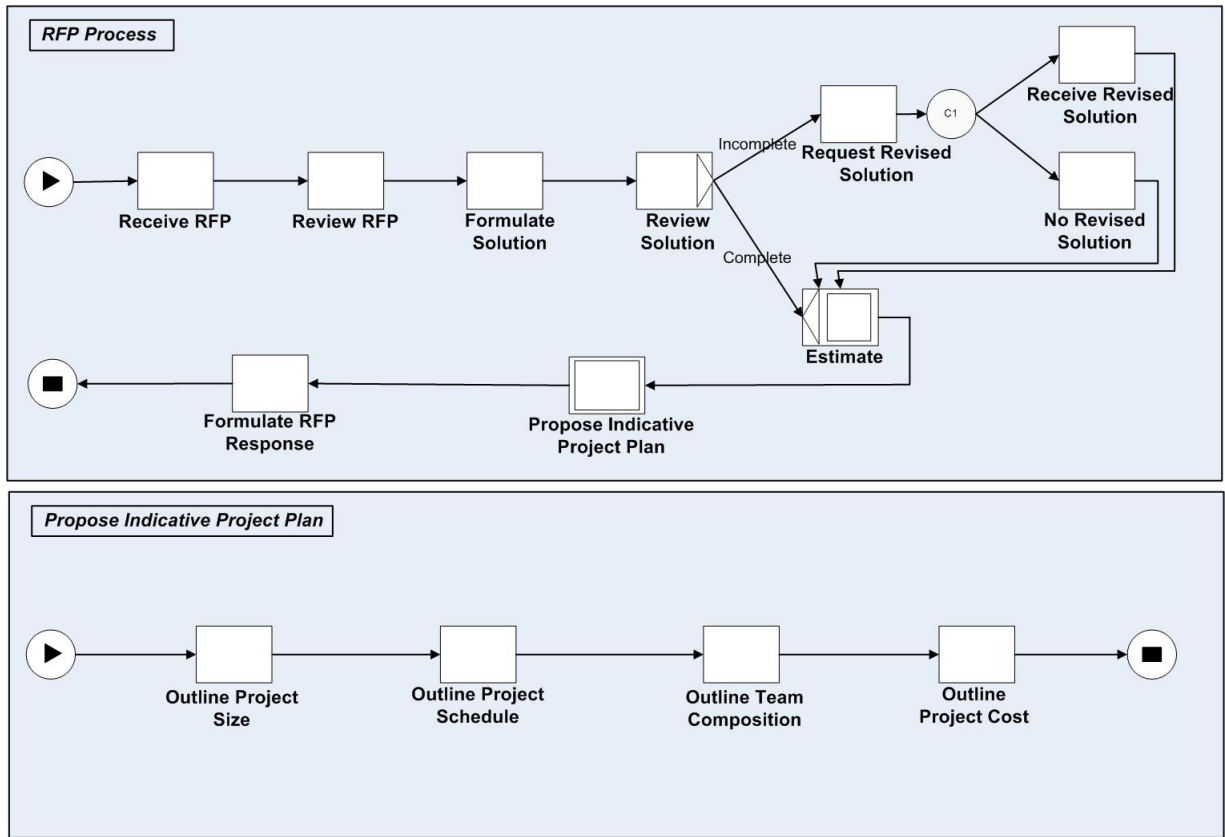 RFP Process
Receive RFP
Review RFP
Formulate
Solution
Review
Solution
Incomplete
Complete
Request Revised
Solution
C1
Receive Revised
Solution
No Revised
Solution
Estimate
Propose Indicative
Project Plan
Formulate RFP
Response
Propose Indicative Project Plan
Outline Project
Size
Outline Project
Schedule
Outline Team
Composition
Outline
Project Cost